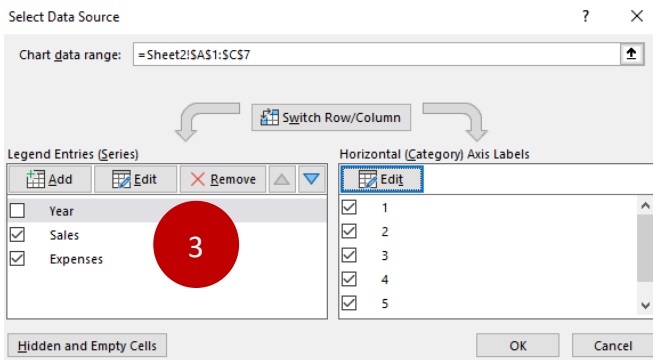 Select Data Source ? ×
Chart data range: =Sheet2!$A$1:$C$7
Switch Row/Column
Legend Entries (Series)
Add Edit Remove
Year
Sales
Expenses
3
Horizontal (Category) Axis Labels
Edit
1
2
3
4
5
Hidden and Empty Cells
OK Cancel